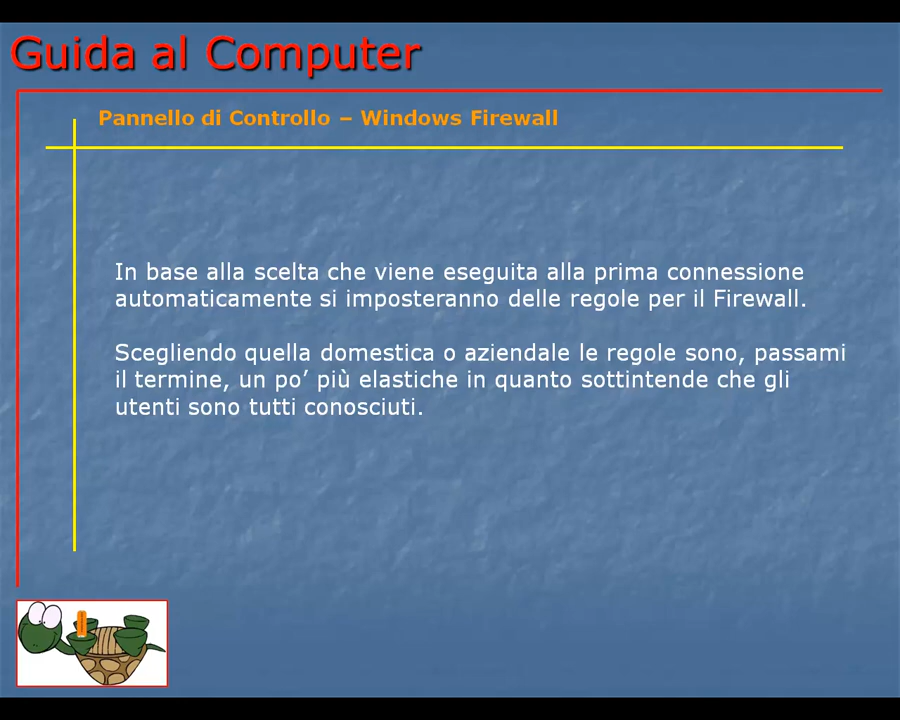 Guida al Computer
Pannello di Controllo – Windows Firewall
In base alla scelta che viene eseguita alla prima connessione
automaticamente si imposteranno delle regole per il Firewall.
Scegliendo quella domestica o aziendale le regole sono, passami
il termine, un po’ più elastiche in quanto sottintende che gli
utenti sono tutti conosciuti.